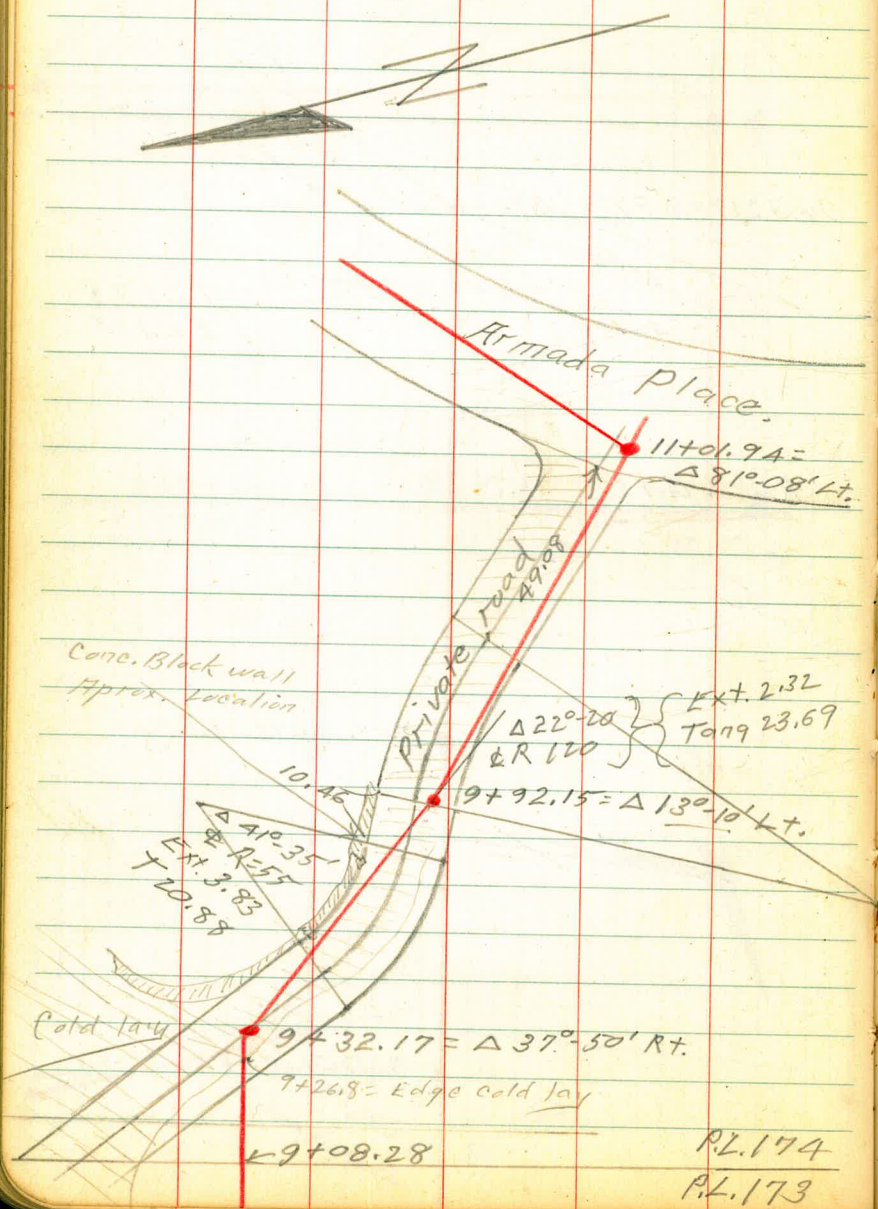 Armada Place.
11+01.94=
Δ 81°-08' Lt.
Private road
49.08
Conc. Block wall
Aprox. Location
Δ 22°-20
℄ R 120
Ext. 2.32
Tang 23.69
10.46
9+92.15 = Δ 13°-10' Lt.
Δ 41°-35'
℄ R=55
Ext. 3.83
T 20.88
Cold lay
9+32.17 = Δ 37°-50' Rt.
9+26.8 = Edge cold lay
9+08.28
P.L.174
P.L.173